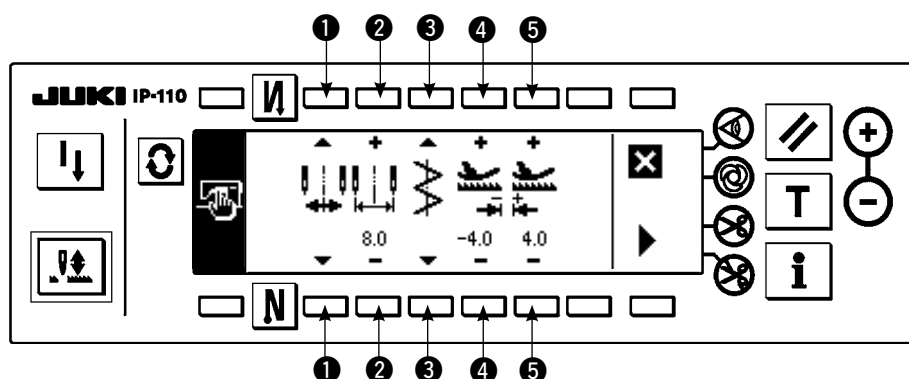 ❶ ❷ ❸ ❹ ❺
JUKI IP-110
+ + +
− +
8.0 -4.0 4.0
− − −
T
i
+
−
N
❶ ❷ ❸ ❹ ❺